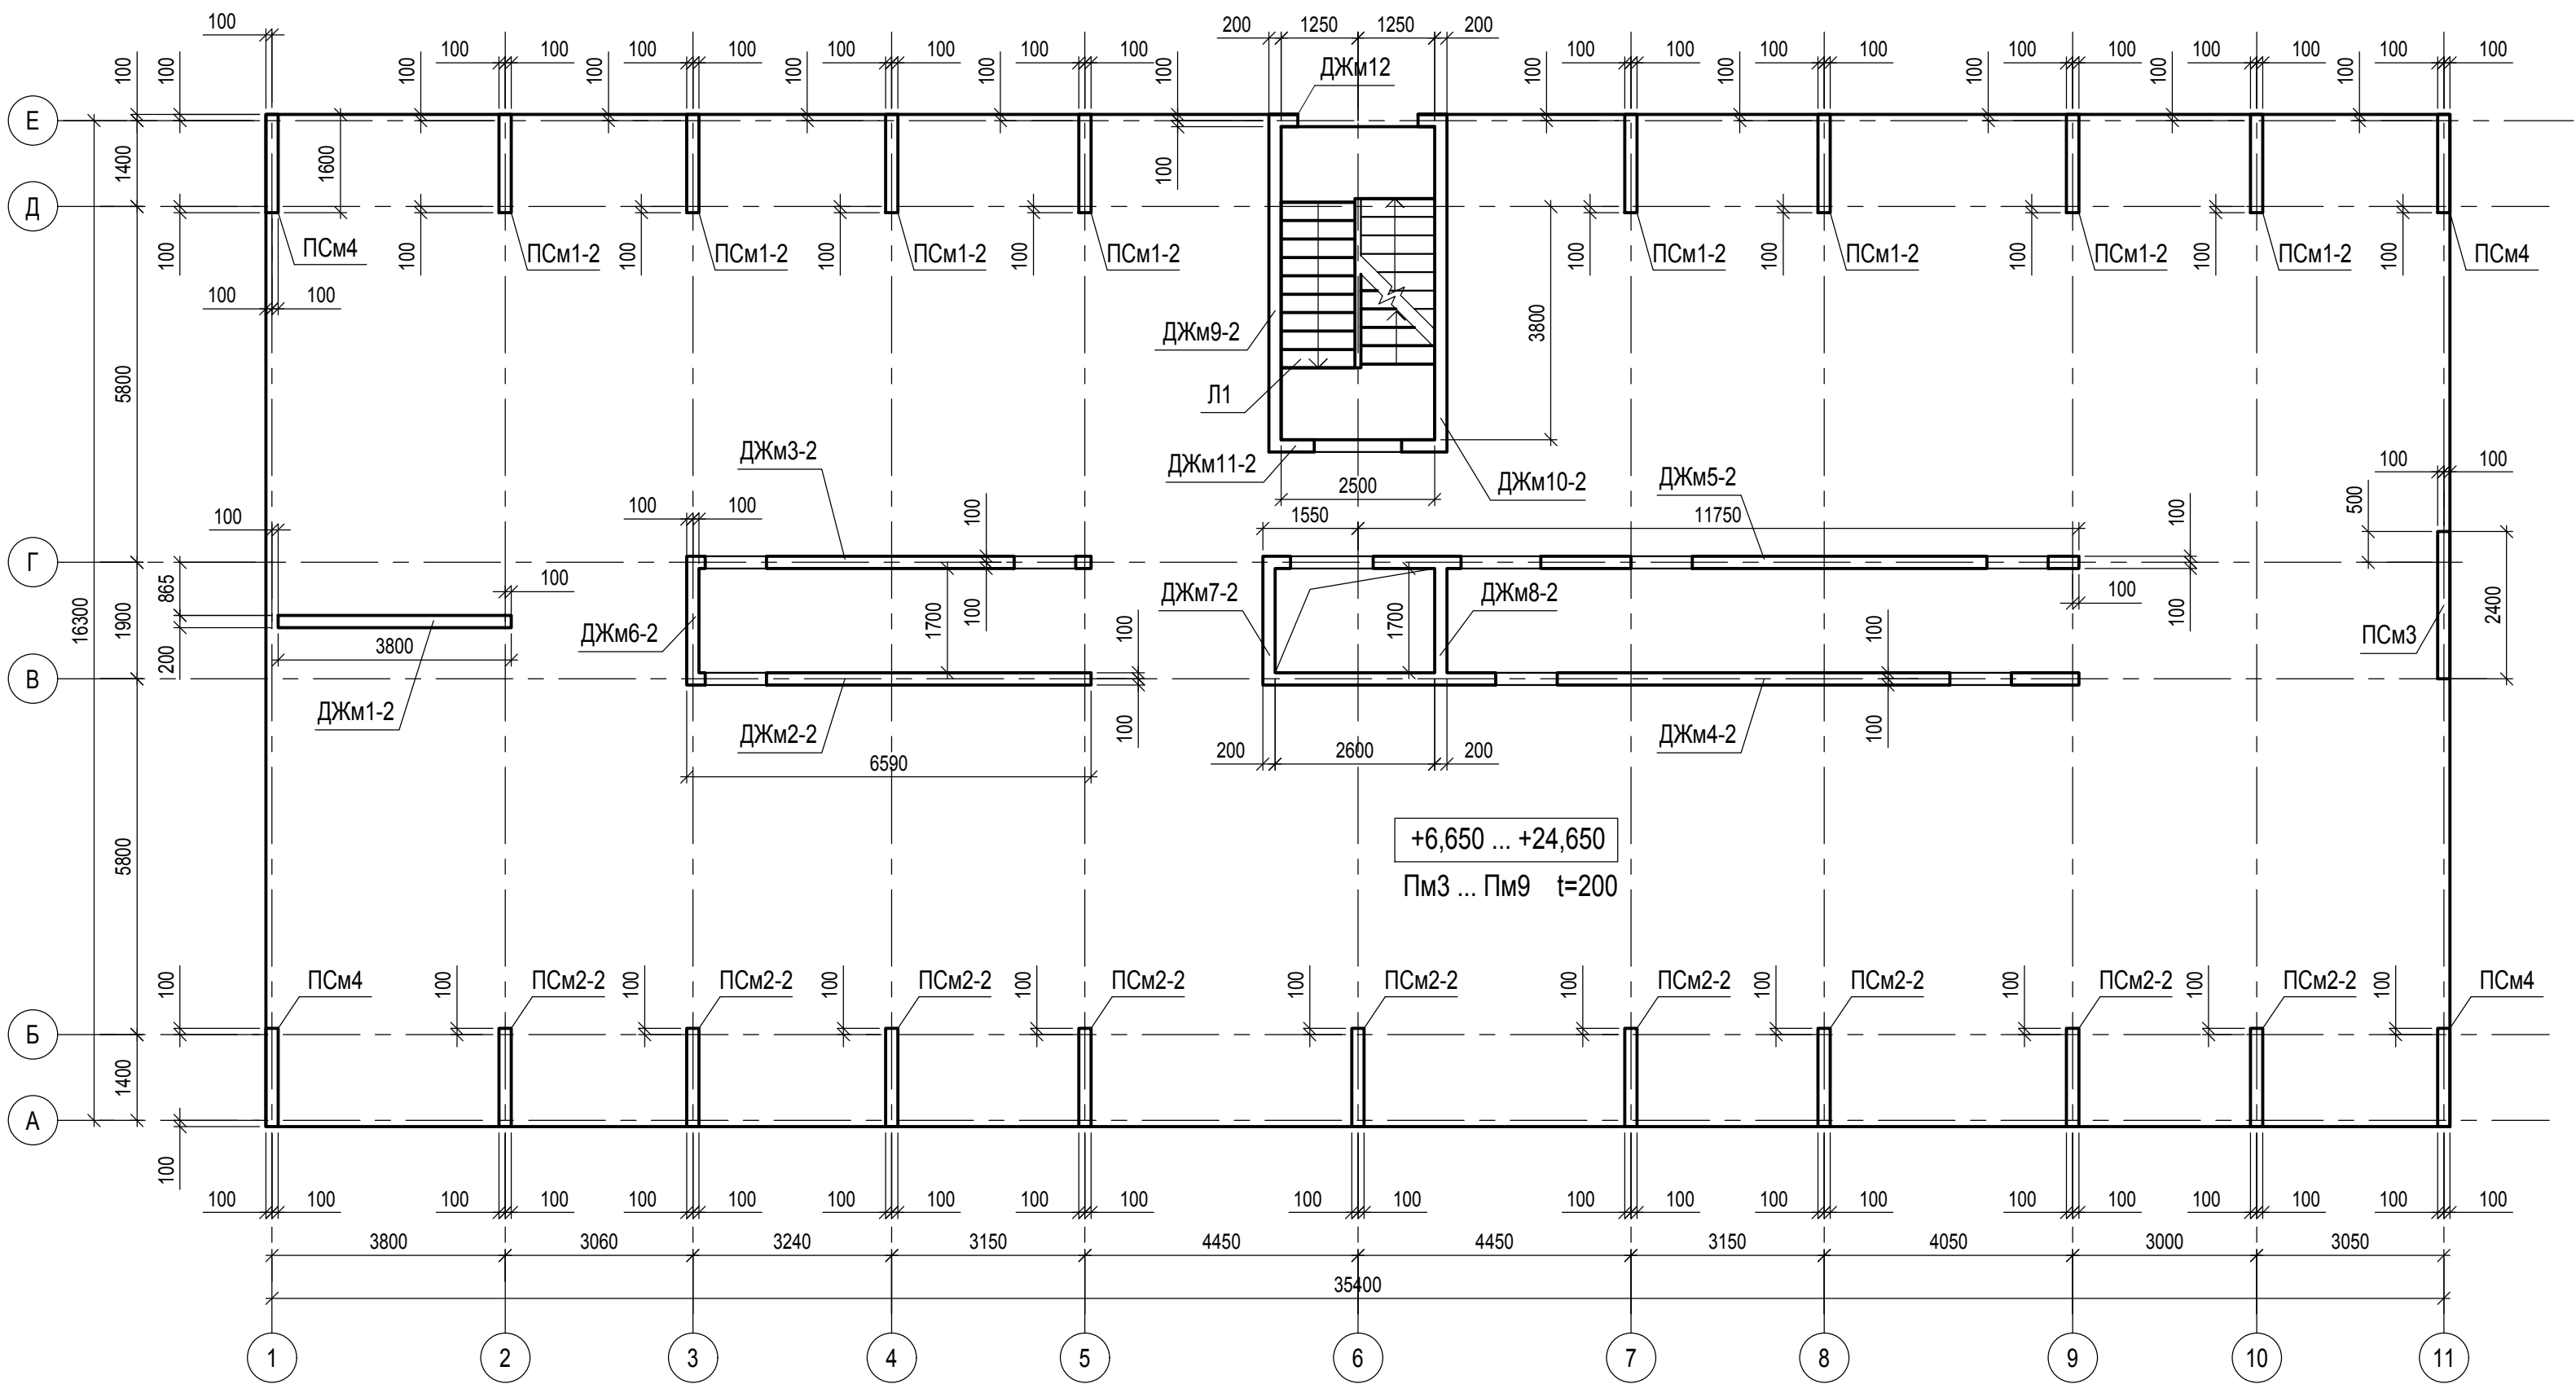 100 200 1250 1250 200
100 100 100 100 100 100 100 100 ДЖм12 100 100 100 100 100 100 100 100 100 100
100 100 100 100 100 100 100 100 100 100 100 100
Е
1400 1600 100
Д
100 ПСм4 100 ПСм1-2 100 ПСм1-2 100 ПСм1-2 100 ПСм1-2 100 ПСм1-2 100 ПСм1-2 100 ПСм1-2 100 ПСм1-2 100 ПСм4
100 100
ДЖм9-2 3800
5800 Л1
ДЖм3-2 ДЖм11-2 2500 ДЖм10-2 ДЖм5-2 100 100
100 100 100 100 1550 11750 100 500
Г
865 100 1700 100 ДЖм7-2 1700 ДЖм8-2 100 100 2400
16300 1900 3800 ДЖм6-2 100 100 ПСм3
200
В
ДЖм1-2 ДЖм2-2 100 ДЖм4-2 100
6590 200 2600 200
+6,650 ... +24,650
5800
Пм3 ... Пм9 t=200
100 ПСм4 100 ПСм2-2 100 ПСм2-2 100 ПСм2-2 100 ПСм2-2 100 ПСм2-2 100 ПСм2-2 100 ПСм2-2 100 ПСм2-2 100 ПСм2-2 100 ПСм4
Б
1400
А
100
100 100 100 100 100 100 100 100 100 100 100 100 100 100 100 100 100 100 100 100 100 100
3800 3060 3240 3150 4450 4450 3150 4050 3000 3050
35400
1 2 3 4 5 6 7 8 9 10 11